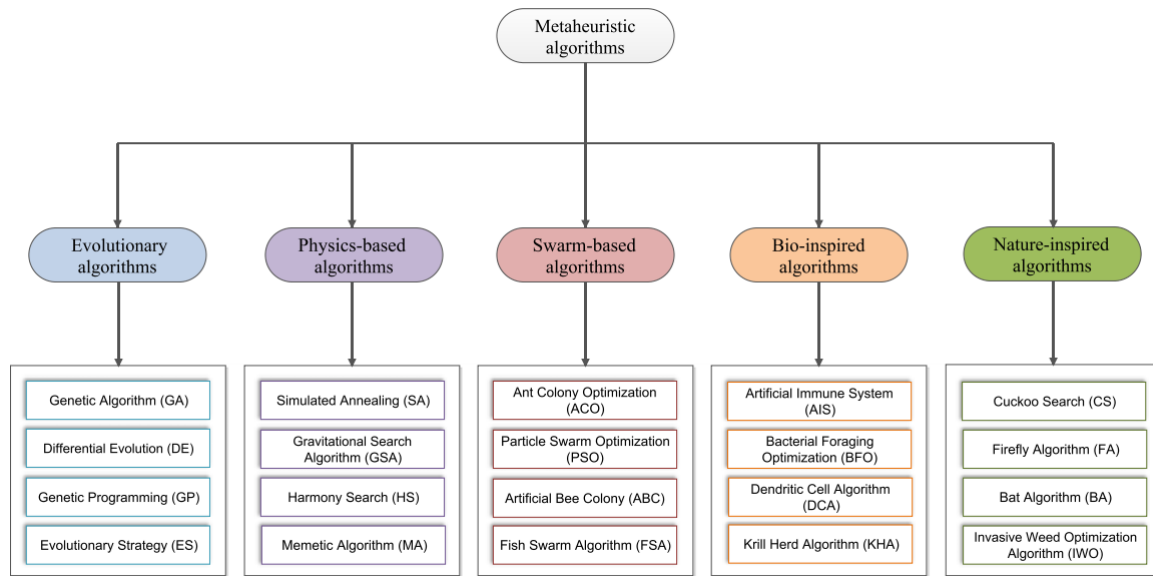 Metaheuristic
algorithms
Evolutionary
algorithms
Physics-based
algorithms
Swarm-based
algorithms
Bio-inspired
algorithms
Nature-inspired
algorithms
Genetic Algorithm (GA)
Differential Evolution (DE)
Genetic Programming (GP)
Evolutionary Strategy (ES)
Simulated Annealing (SA)
Gravitational Search
Algorithm (GSA)
Harmony Search (HS)
Memetic Algorithm (MA)
Ant Colony Optimization
(ACO)
Particle Swarm Optimization
(PSO)
Artificial Bee Colony (ABC)
Fish Swarm Algorithm (FSA)
Artificial Immune System
(AIS)
Bacterial Foraging
Optimization (BFO)
Dendritic Cell Algorithm
(DCA)
Krill Herd Algorithm (KHA)
Cuckoo Search (CS)
Firefly Algorithm (FA)
Bat Algorithm (BA)
Invasive Weed Optimization
Algorithm (IWO)